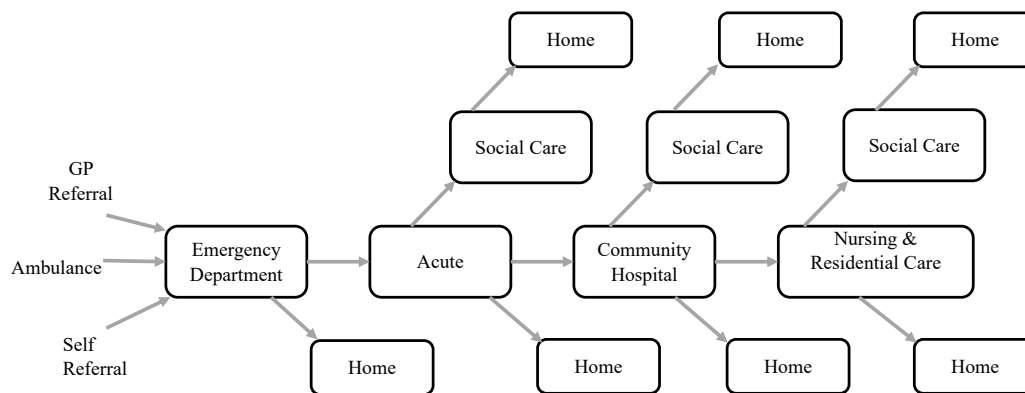 Home
Home
Home
Social Care
Social Care
Social Care
GP
Referral
Ambulance
Self
Referral
Emergency
Department
Acute
Community
Hospital
Nursing &
Residential Care
Home
Home
Home
Home